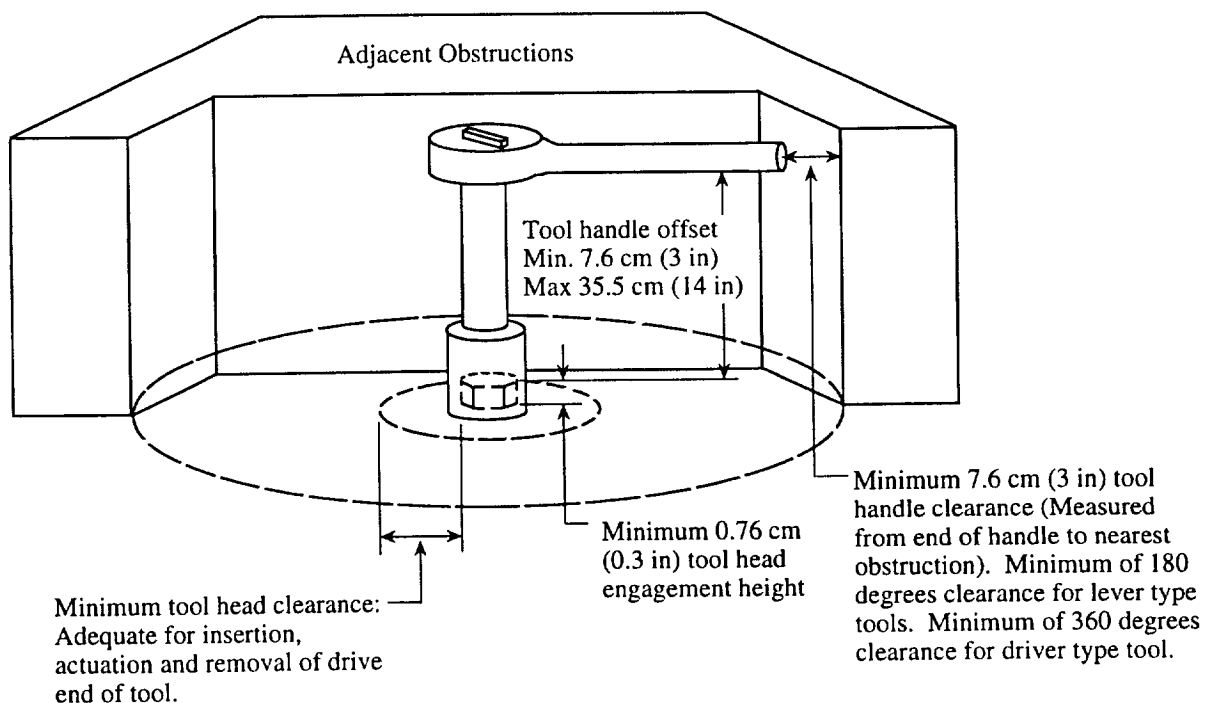 Adjacent Obstructions
Tool handle offset
Min. 7.6 cm (3 in)
Max 35.5 cm (14 in)
Minimum 7.6 cm (3 in) tool
handle clearance (Measured
from end of handle to nearest
obstruction).  Minimum of 180
degrees clearance for lever type
tools.  Minimum of 360 degrees
clearance for driver type tool.
Minimum 0.76 cm
(0.3 in) tool head
engagement height
Minimum tool head clearance:
Adequate for insertion,
actuation and removal of drive
end of tool.